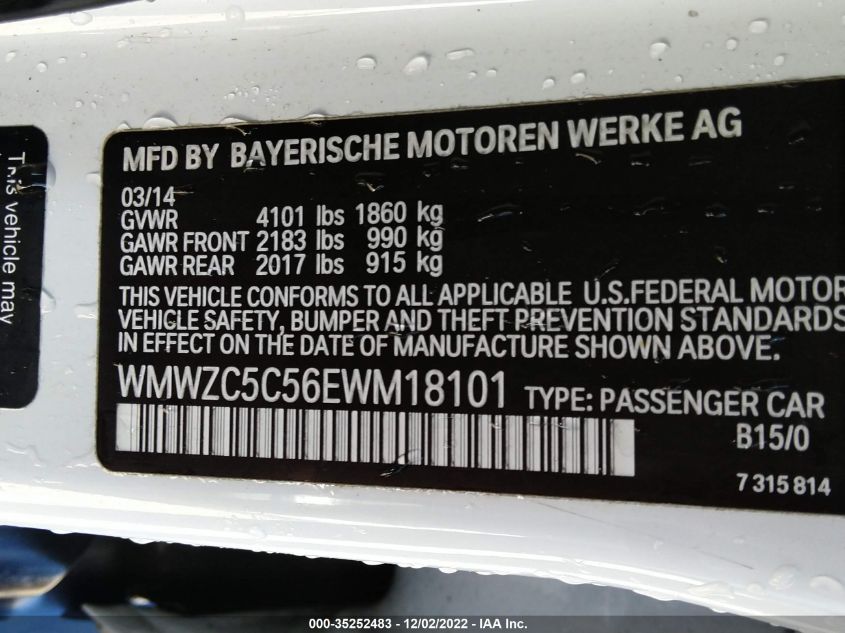 This vehicle may
MFD BY BAYERISCHE MOTOREN WERKE AG
03/14
GVWR 4101 lbs 1860 kg
GAWR FRONT 2183 lbs 990 kg
GAWR REAR 2017 lbs 915 kg
THIS VEHICLE CONFORMS TO ALL APPLICABLE U.S.FEDERAL MOTOR
VEHICLE SAFETY, BUMPER AND THEFT PREVENTION STANDARDS
IN EFFECT ON THE DATE OF MANUFACTURE SHOWN ABOVE.
WMWZC5C56EWM18101 TYPE: PASSENGER CAR
B15/0
7 315 814
000-35252483 - 12/02/2022 - IAA Inc.